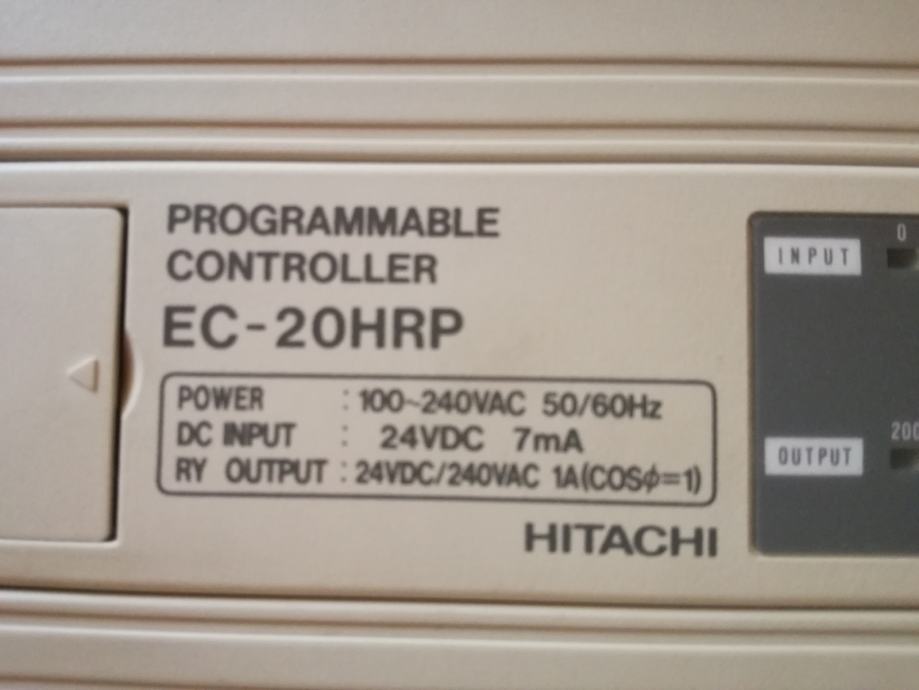 PROGRAMMABLE
CONTROLLER
EC-20HRP
POWER : 100~240VAC 50/60Hz
DC INPUT : 24VDC 7mA
RY OUTPUT : 24VDC/240VAC 1A(COSφ=1)
HITACHI
INPUT 0
OUTPUT 200